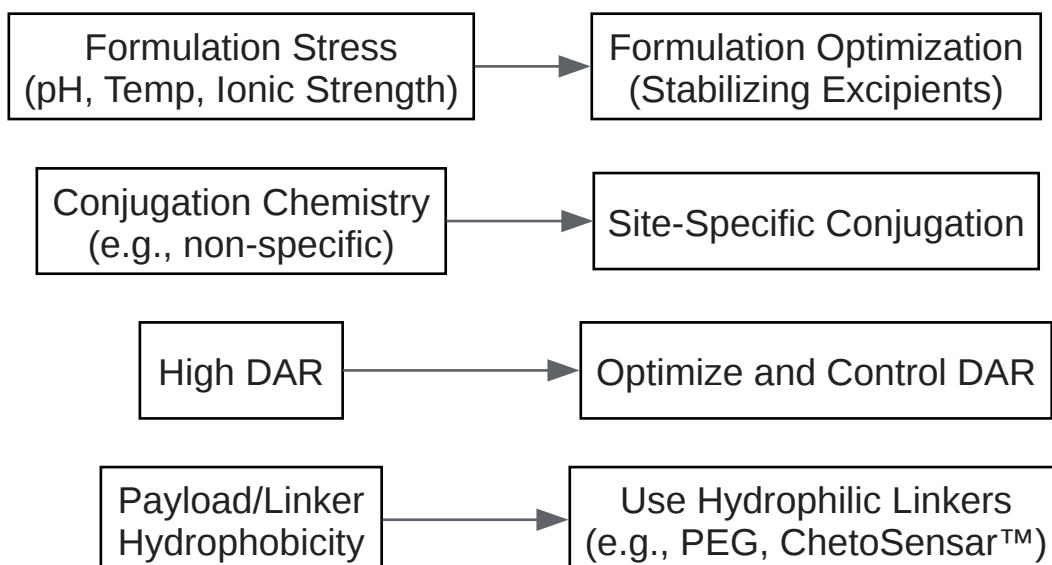 Formulation Stress
(pH, Temp, Ionic Strength)
Formulation Optimization
(Stabilizing Excipients)
Conjugation Chemistry
(e.g., non-specific)
Site-Specific Conjugation
High DAR
Optimize and Control DAR
Payload/Linker
Hydrophobicity
Use Hydrophilic Linkers
(e.g., PEG, ChetoSensar™)